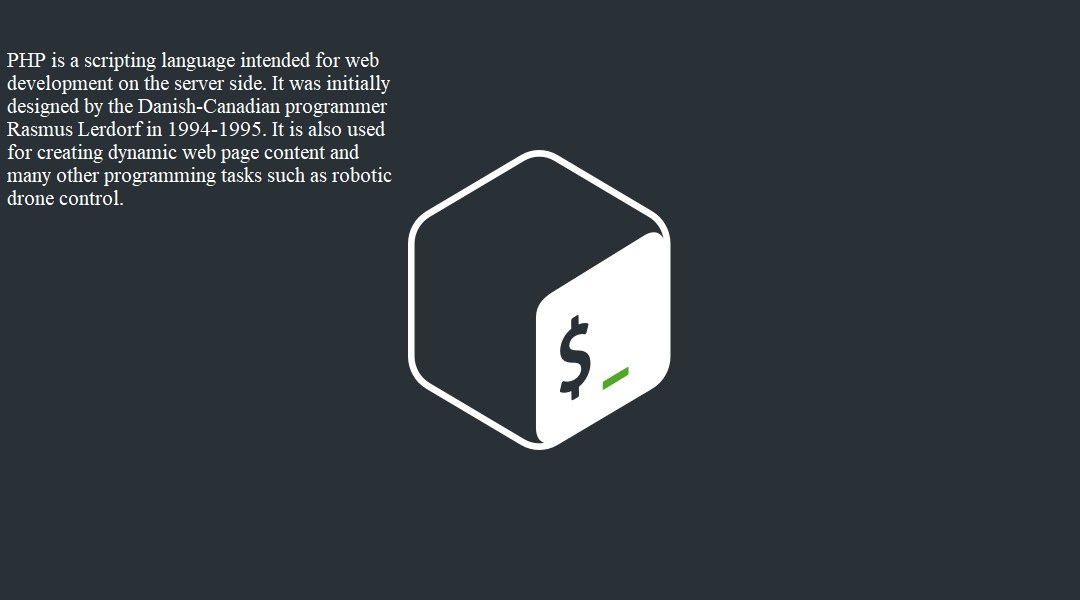 PHP is a scripting language intended for web
development on the server side. It was initially
designed by the Danish-Canadian programmer
Rasmus Lerdorf in 1994-1995. It is also used
for creating dynamic web page content and
many other programming tasks such as robotic
drone control.
$_